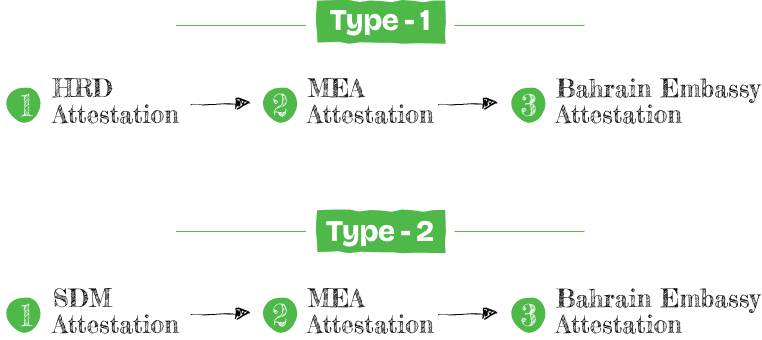 Type - 1
1 HRD Attestation
2 MEA Attestation
3 Bahrain Embassy Attestation
Type - 2
1 SDM Attestation
2 MEA Attestation
3 Bahrain Embassy Attestation